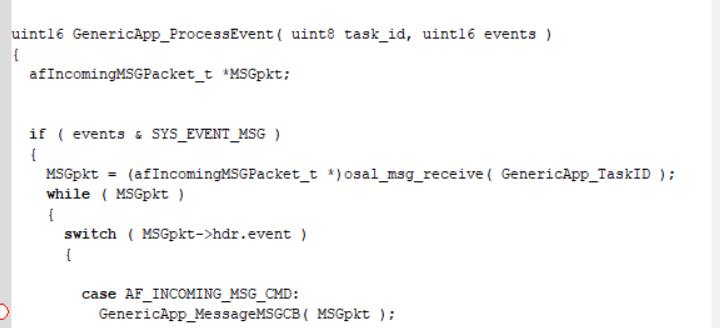 uint16 GenericApp_ProcessEvent( uint8 task_id, uint16 events )
{
afIncomingMSGPacket_t *MSGpkt;
if ( events & SYS_EVENT_MSG )
{
MSGpkt = (afIncomingMSGPacket_t *)osal_msg_receive( GenericApp_TaskID );
while ( MSGpkt )
{
switch ( MSGpkt->hdr.event )
{
case AF_INCOMING_MSG_CMD:
GenericApp_MessageMSGCB( MSGpkt );